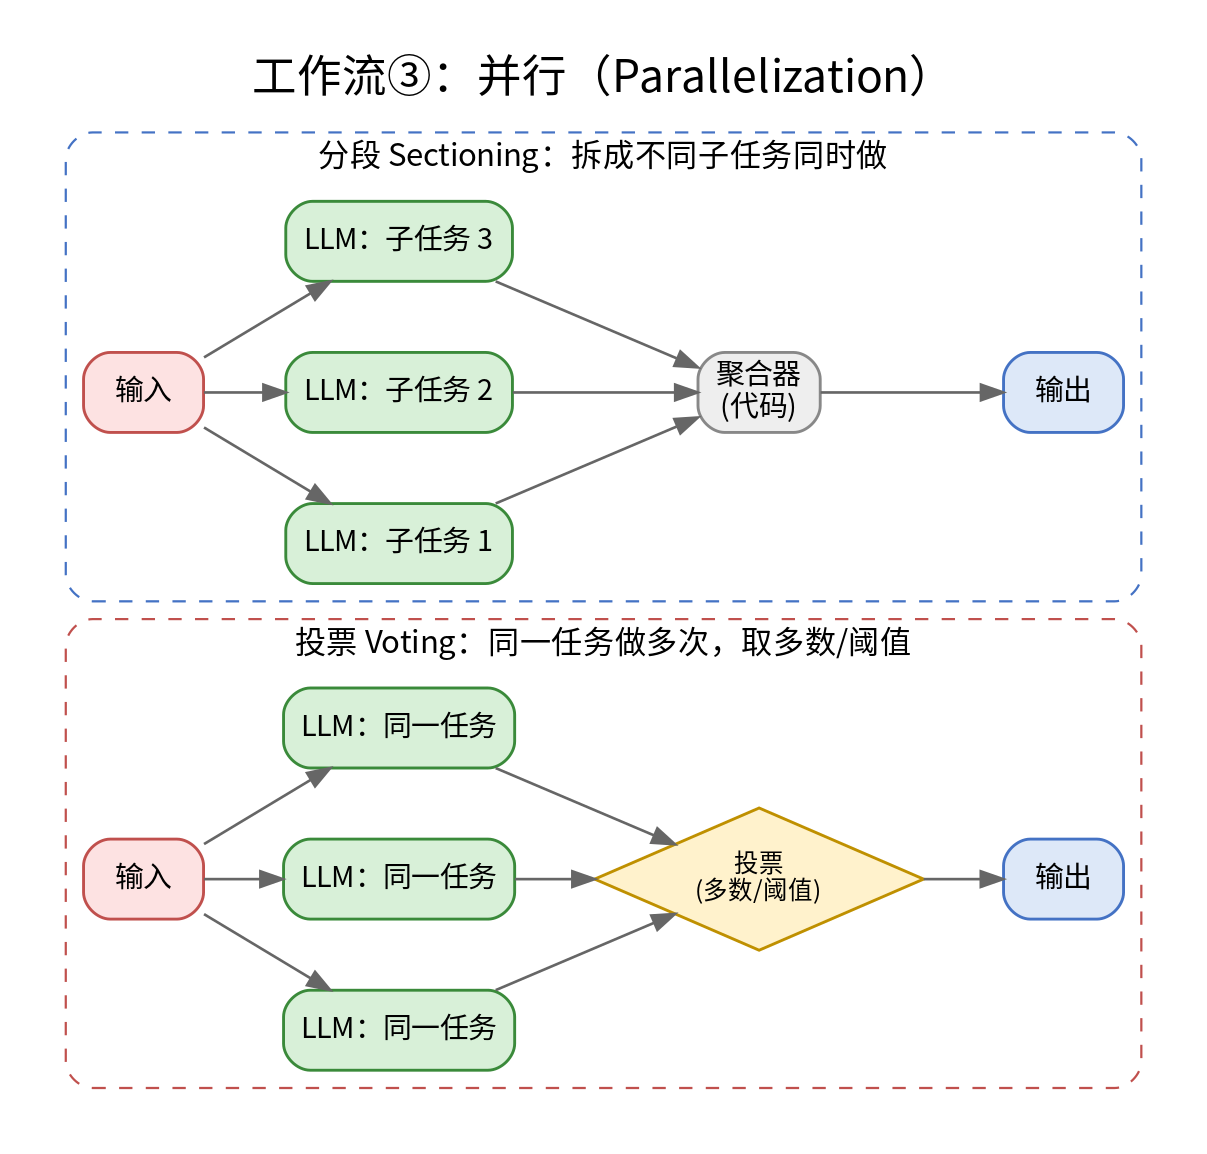 工作流③：并行（Parallelization）
分段 Sectioning：拆成不同子任务同时做
LLM：子任务 3
输入
LLM：子任务 2
聚合器
(代码)
输出
LLM：子任务 1
投票 Voting：同一任务做多次，取多数/阈值
LLM：同一任务
输入
LLM：同一任务
投票
(多数/阈值)
输出
LLM：同一任务